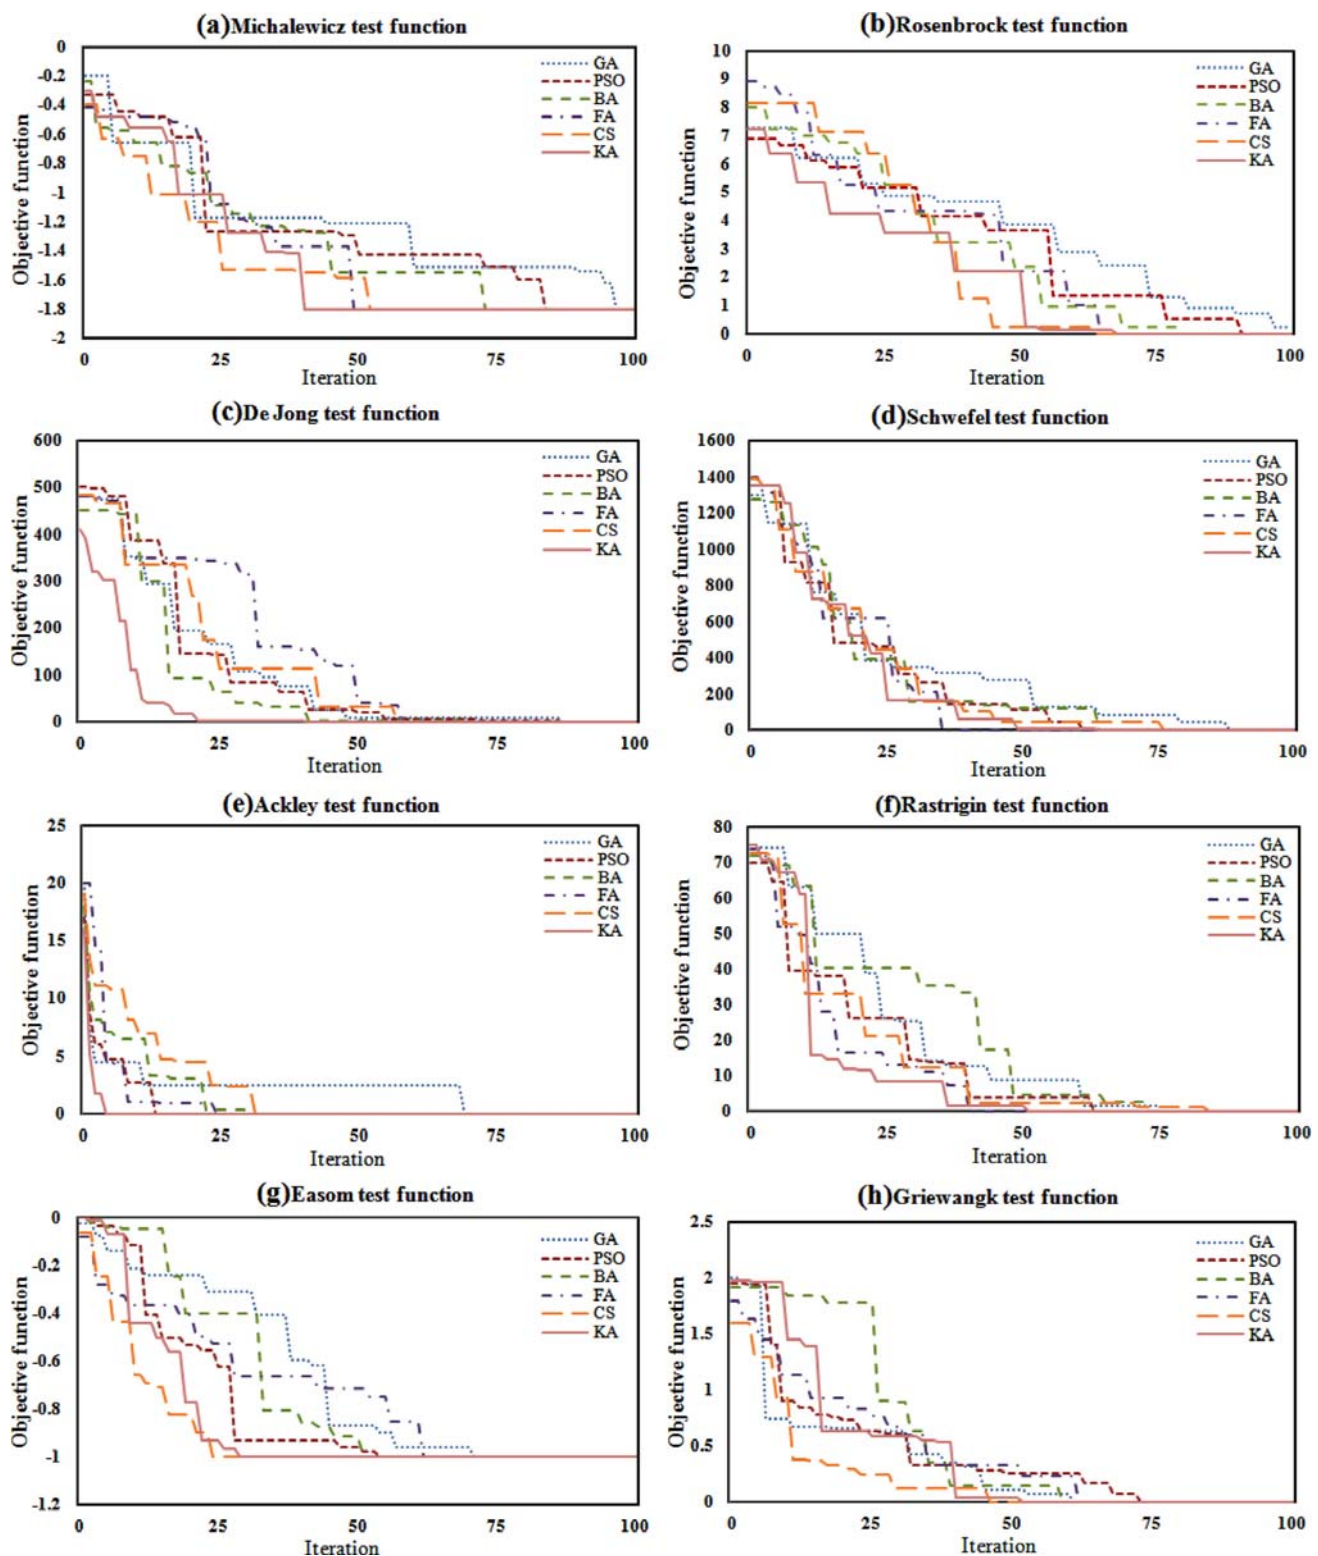 (a)Michalewicz test function
0
-0.2
-0.4
-0.6
-0.8
-1
-1.2
-1.4
-1.6
-1.8
-2
Objective function
GA
PSO
BA
FA
CS
KA
0 25 50 75 100
Iteration
(b)Rosenbrock test function
10
9
8
7
6
5
4
3
2
1
0
Objective function
GA
PSO
BA
FA
CS
KA
0 25 50 75 100
Iteration
(c)De Jong test function
600
500
400
300
200
100
0
Objective function
GA
PSO
BA
FA
CS
KA
0 25 50 75 100
Iteration
(d)Schwefel test function
1600
1400
1200
1000
800
600
400
200
0
Objective function
GA
PSO
BA
FA
CS
KA
0 25 50 75 100
Iteration
(e)Ackley test function
25
20
15
10
5
0
Objective function
GA
PSO
BA
FA
CS
KA
0 25 50 75 100
Iteration
(f)Rastrigin test function
80
70
60
50
40
30
20
10
0
Objective function
GA
PSO
BA
FA
CS
KA
0 25 50 75 100
Iteration
(g)Easom test function
0
-0.2
-0.4
-0.6
-0.8
-1
-1.2
Objective function
GA
PSO
BA
FA
CS
KA
0 25 50 75 100
Iteration
(h)Griewangk test function
2.5
2
1.5
1
0.5
0
Objective function
GA
PSO
BA
FA
CS
KA
0 25 50 75 100
Iteration